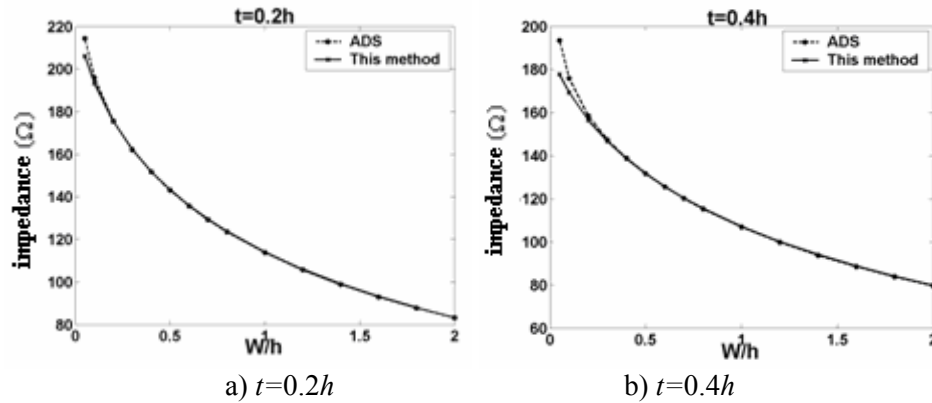 t=0.2h
220
200
180
160
140
120
100
80
0
0.5
1
1.5
2
impedance (Ω)
W/h
ADS
This method
a) t=0.2h
t=0.4h
200
180
160
140
120
100
80
60
0
0.5
1
1.5
2
impedance (Ω)
W/h
ADS
This method
b) t=0.4h